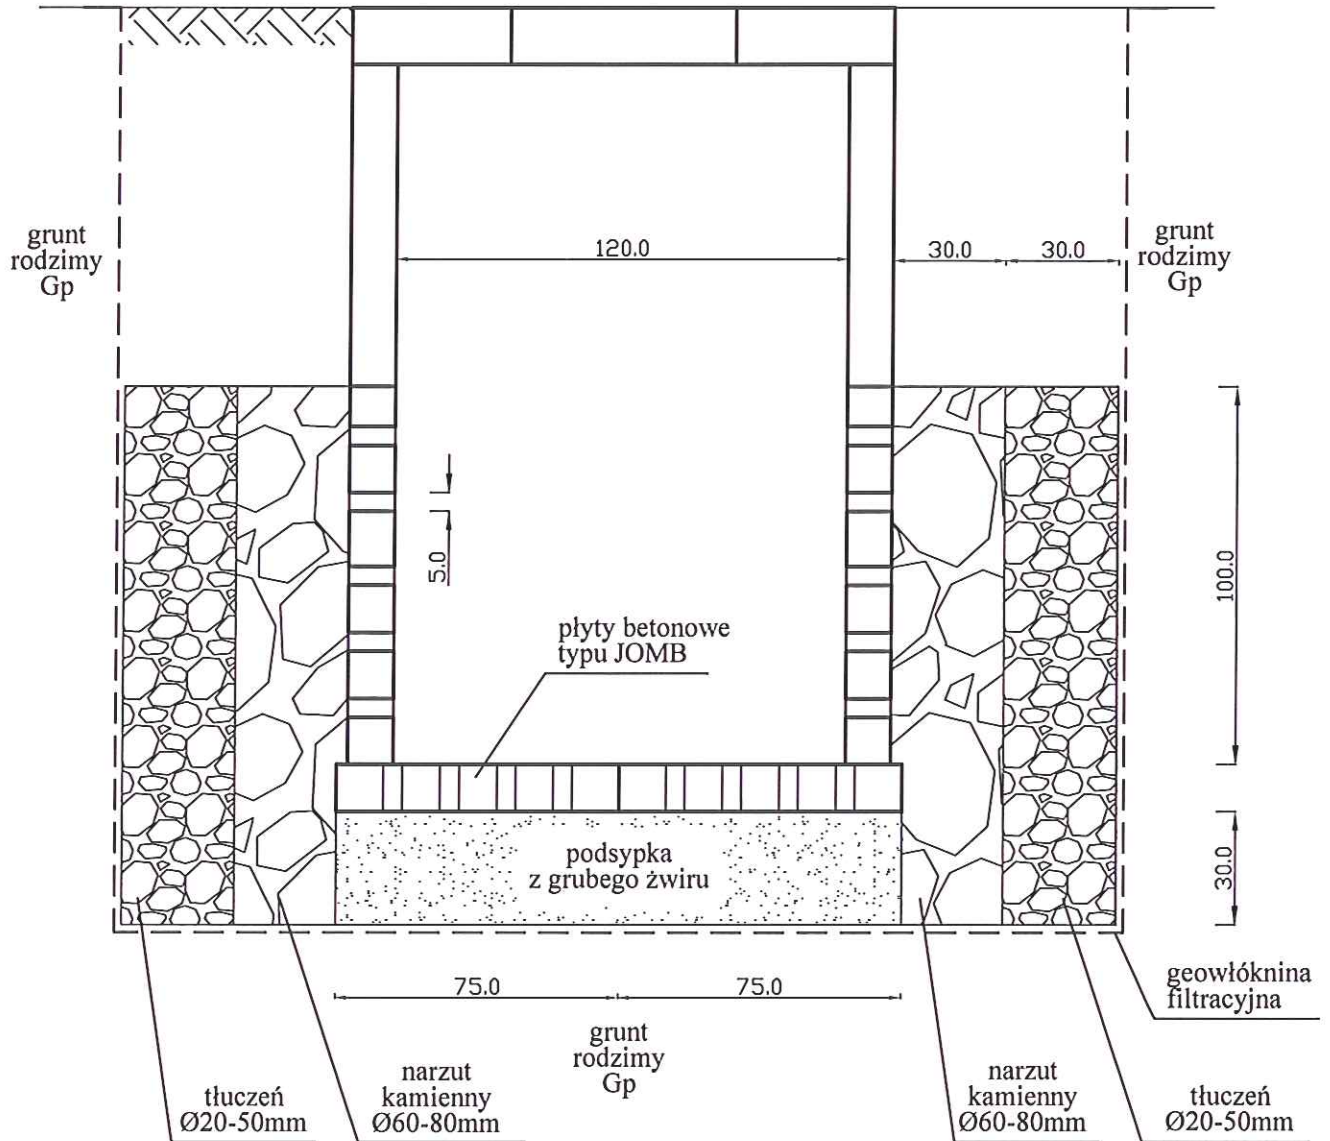 grunt
rodzimy
Gp
120.0
30.0
30.0
grunt
rodzimy
Gp
5.0
100.0
płyty betonowe
typu JOMB
podsypka
z grubego żwiru
30.0
75.0
75.0
geowłóknina
filtracyjna
grunt
rodzimy
Gp
tłuczeń
Ø20-50mm
narzut
kamienny
Ø60-80mm
narzut
kamienny
Ø60-80mm
tłuczeń
Ø20-50mm